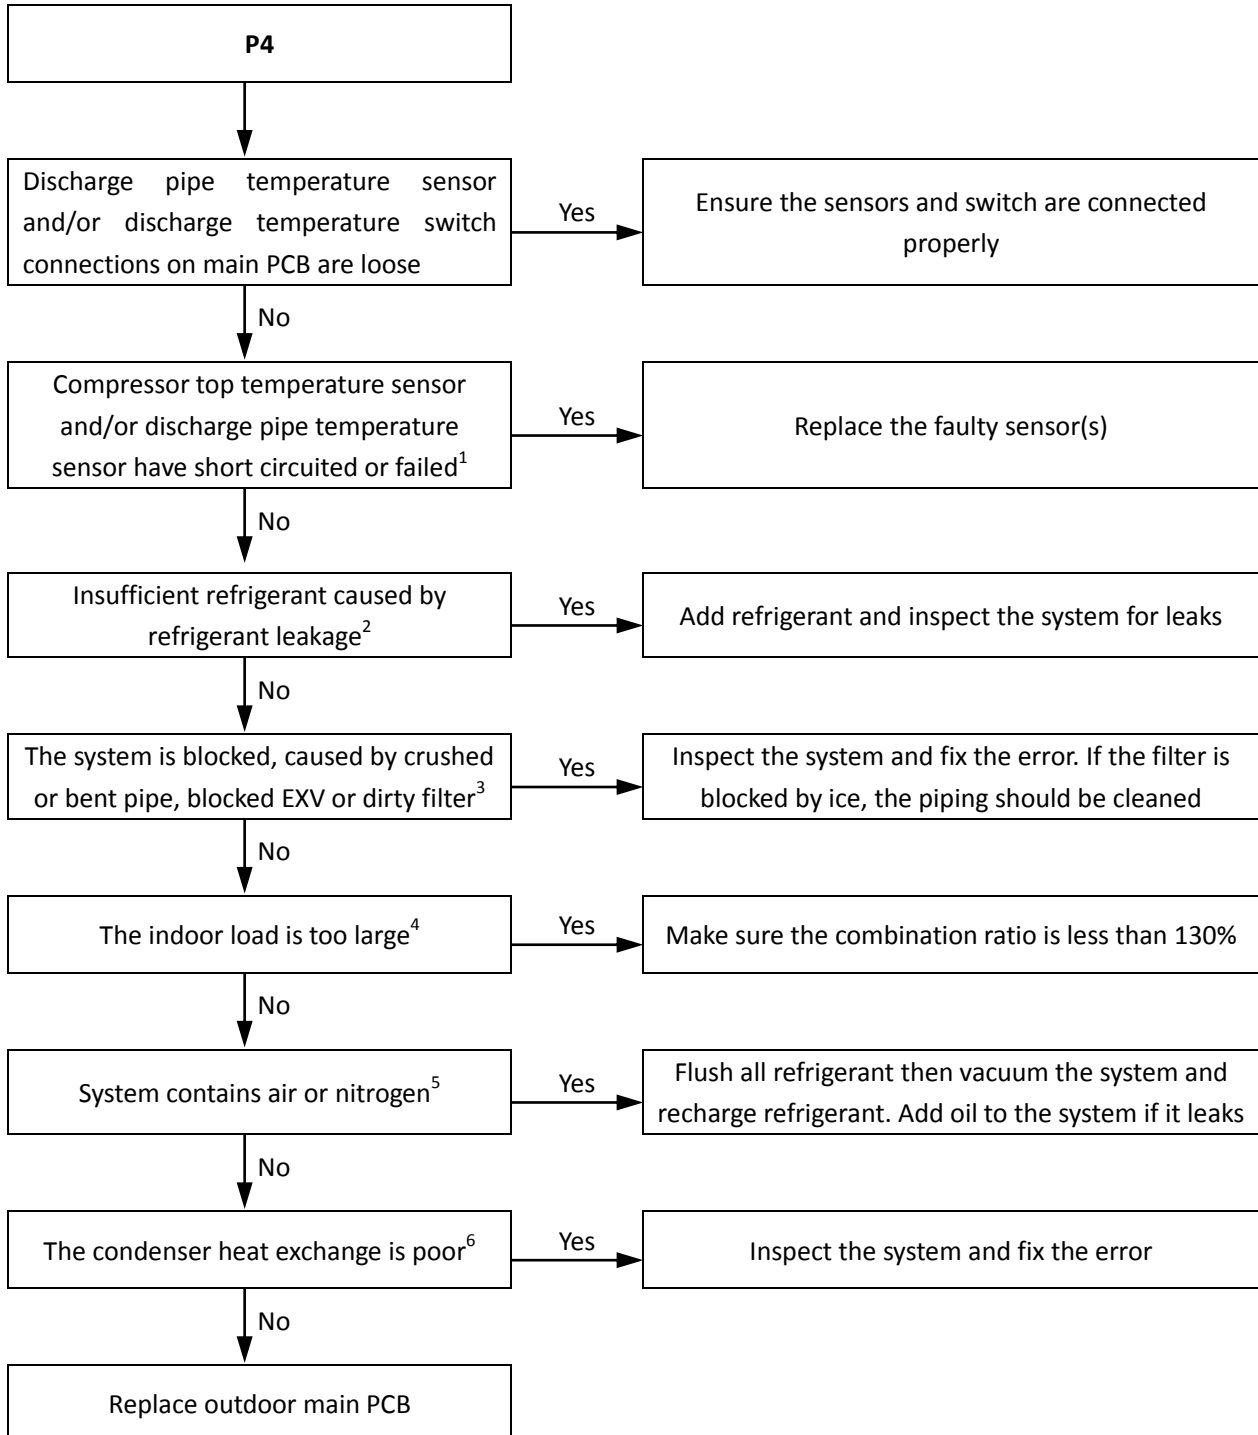 P4
Discharge pipe temperature sensor
and/or discharge temperature switch
connections on main PCB are loose
Yes
Ensure the sensors and switch are connected
properly
No
Compressor top temperature sensor
and/or discharge pipe temperature
sensor have short circuited or failed1
Yes
Replace the faulty sensor(s)
No
Insufficient refrigerant caused by
refrigerant leakage2
Yes
Add refrigerant and inspect the system for leaks
No
The system is blocked, caused by crushed
or bent pipe, blocked EXV or dirty filter3
Yes
Inspect the system and fix the error. If the filter is
blocked by ice, the piping should be cleaned
No
The indoor load is too large4
Yes
Make sure the combination ratio is less than 130%
No
System contains air or nitrogen5
Yes
Flush all refrigerant then vacuum the system and
recharge refrigerant. Add oil to the system if it leaks
No
The condenser heat exchange is poor6
Yes
Inspect the system and fix the error
No
Replace outdoor main PCB